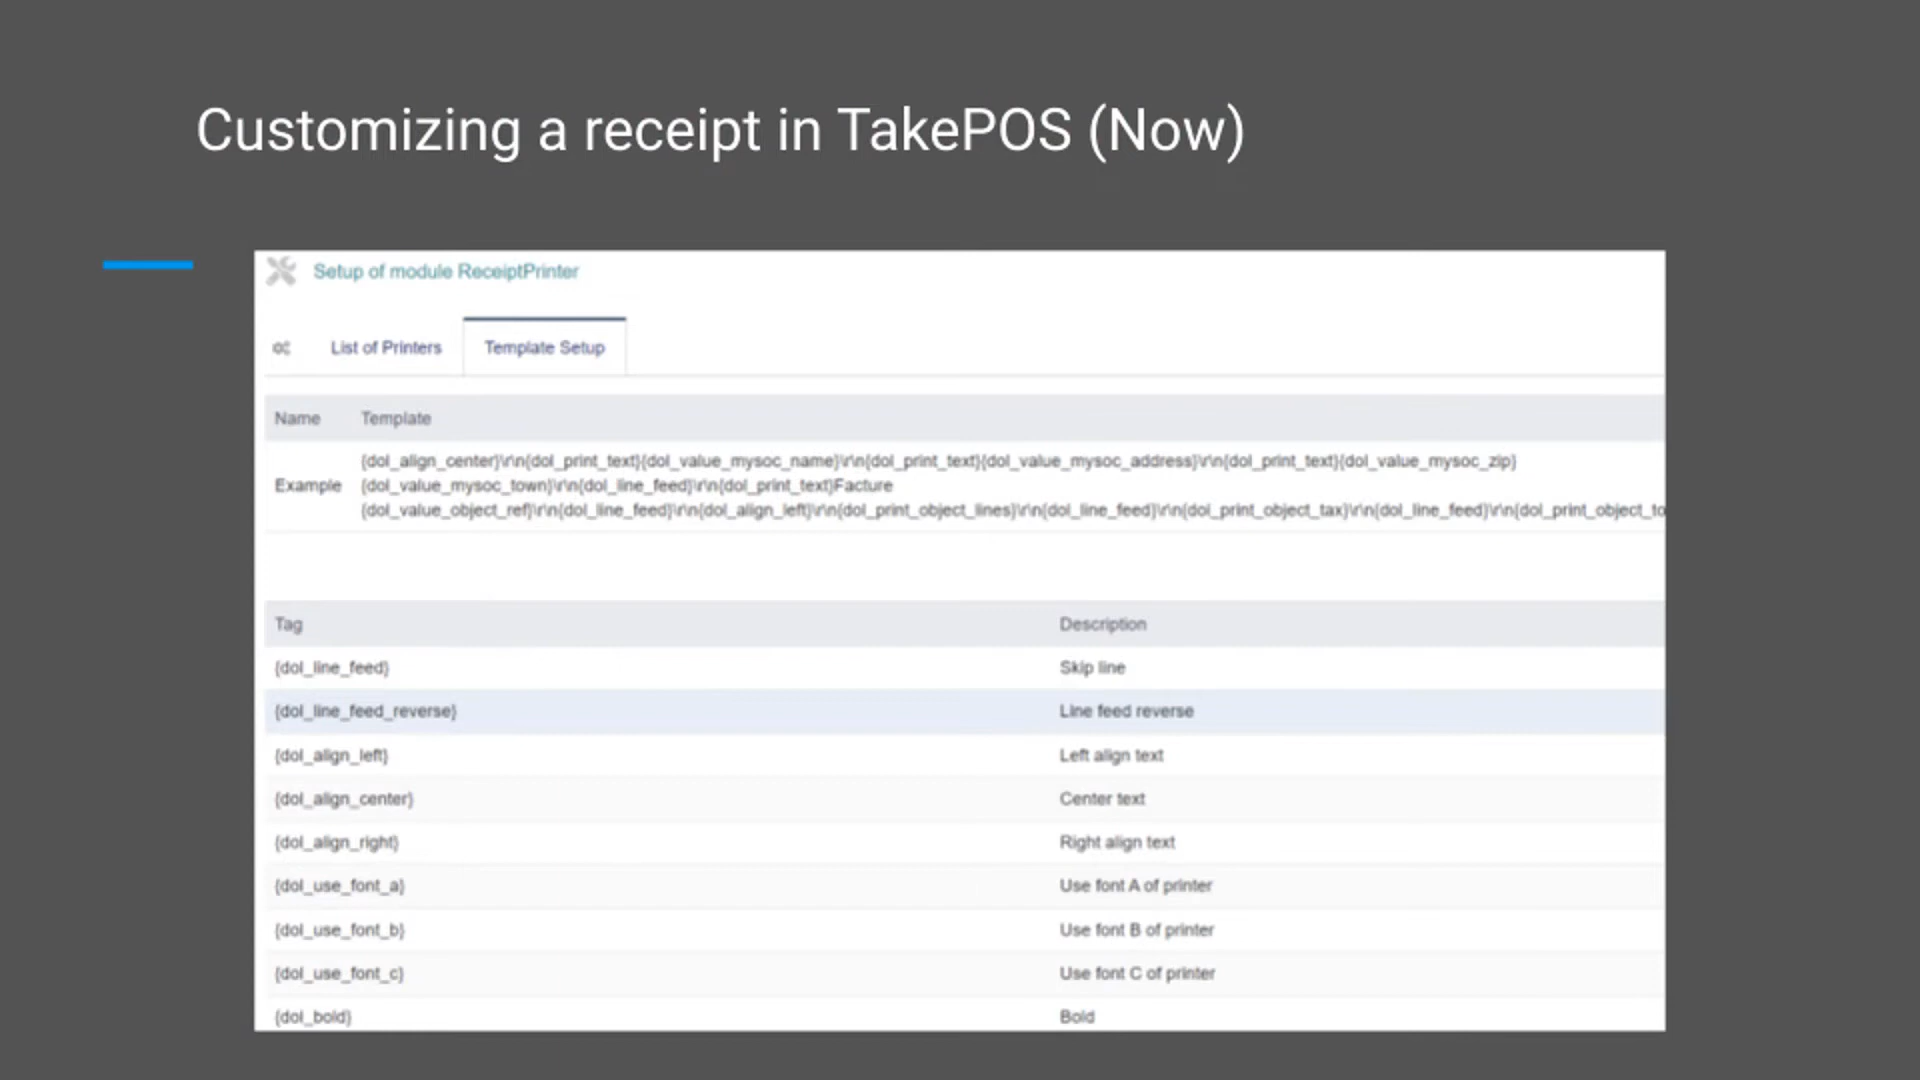 Customizing a receipt in TakePOS (Now)
Setup of module ReceiptPrinter
List of Printers Template Setup
Name Template
{dol_align_center}\r\n{dol_print_text}{dol_value_mysoc_name}\r\n{dol_print_text}{dol_value_mysoc_address}\r\n{dol_print_text}{dol_value_mysoc_zip}
Example {dol_value_mysoc_town}\r\n{dol_line_feed}\r\n{dol_print_text}Facture
{dol_value_object_ref}\r\n{dol_line_feed}\r\n{dol_align_left}\r\n{dol_print_object_lines}\r\n{dol_line_feed}\r\n{dol_print_object_tax}\r\n{dol_line_feed}\r\n{dol_print_object_to
Tag Description
{dol_line_feed} Skip line
{dol_line_feed_reverse} Line feed reverse
{dol_align_left} Left align text
{dol_align_center} Center text
{dol_align_right} Right align text
{dol_use_font_a} Use font A of printer
{dol_use_font_b} Use font B of printer
{dol_use_font_c} Use font C of printer
{dol_bold} Bold